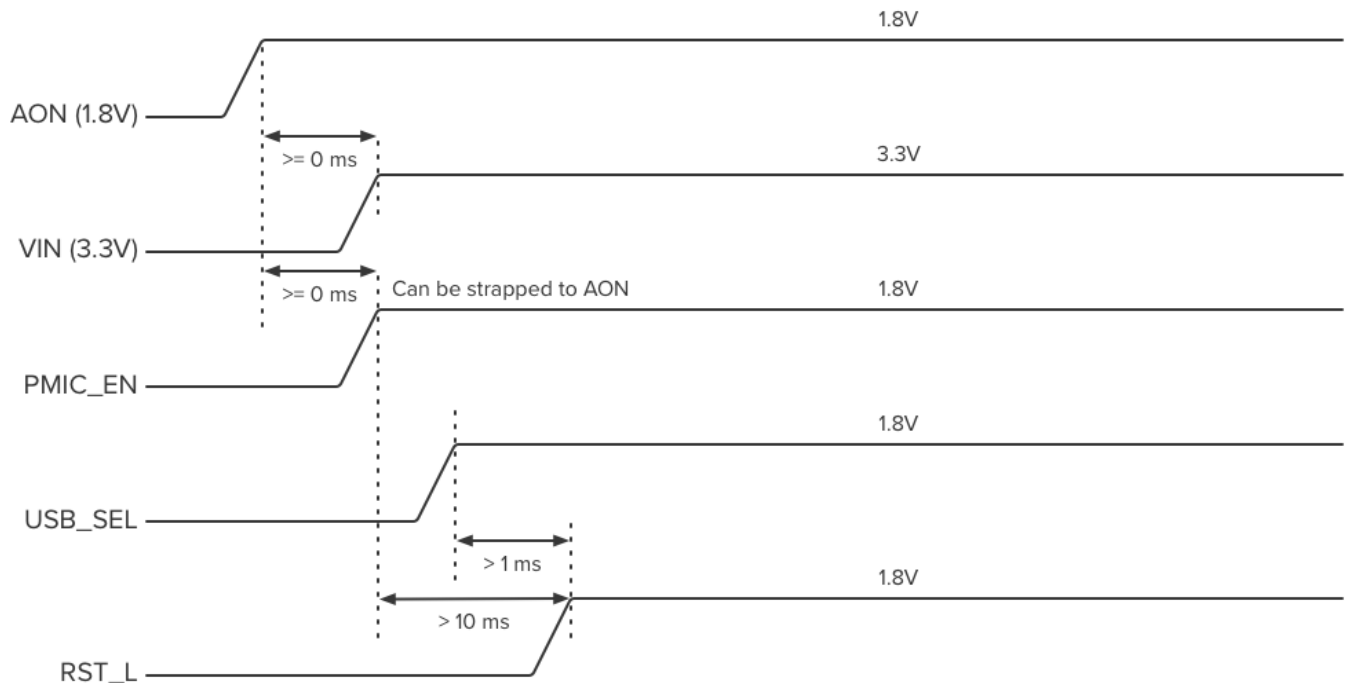 1.8V
AON (1.8V)
>= 0 ms
3.3V
VIN (3.3V)
>= 0 ms
Can be strapped to AON
1.8V
PMIC_EN
1.8V
USB_SEL
> 1 ms
1.8V
> 10 ms
RST_L